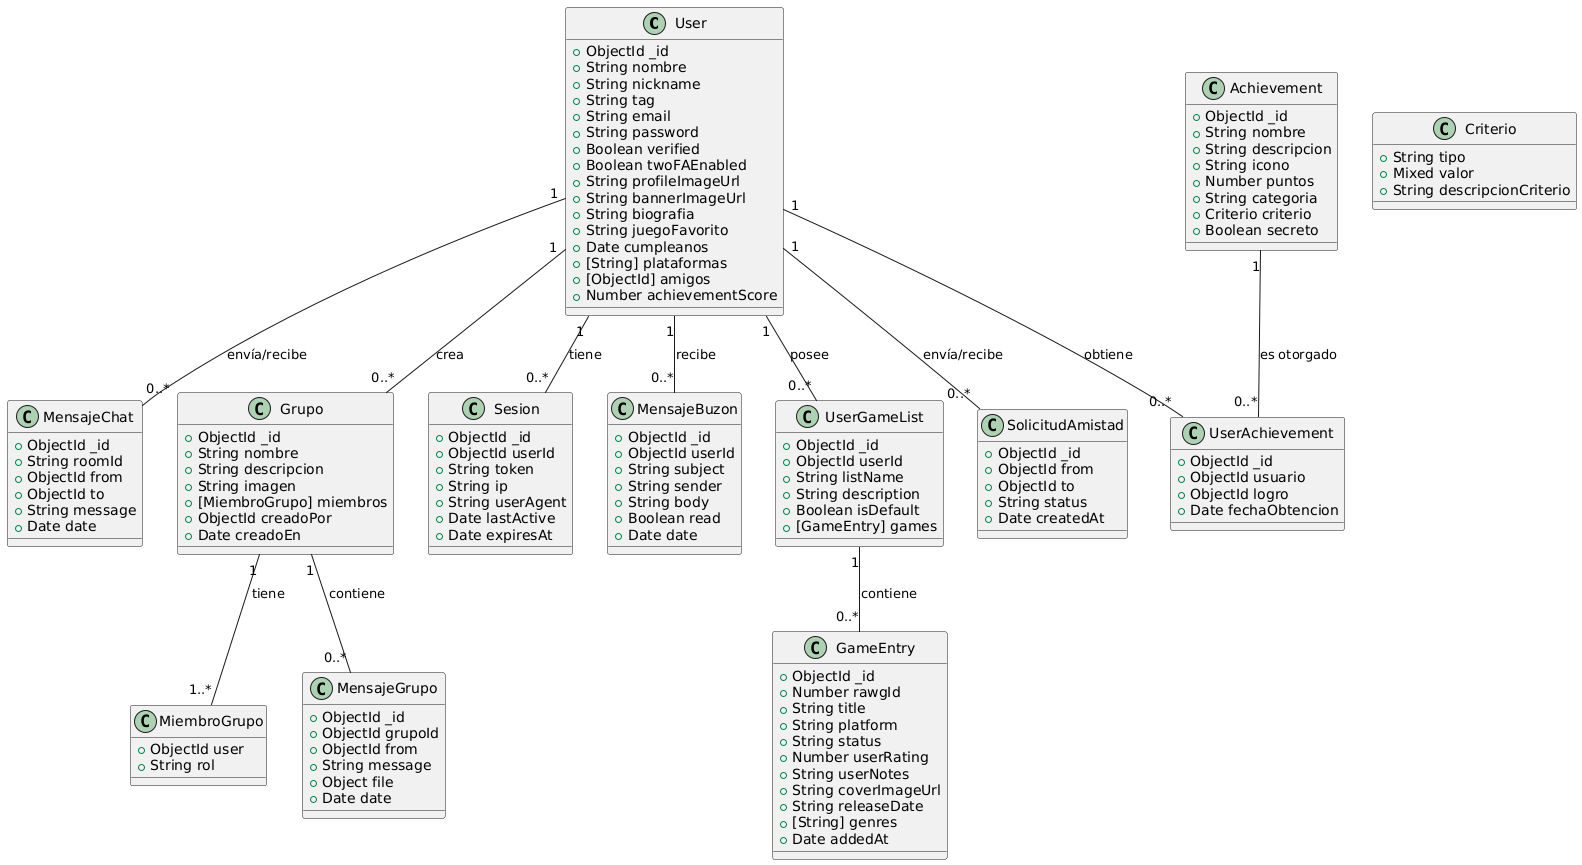 User
ObjectId _id
String nombre
String nickname
String tag
String email
String password
Boolean verified
Boolean twoFAEnabled
String profileImageUrl
String bannerImageUrl
String biografia
String juegoFavorito
Date cumpleanos
[String] plataformas
[ObjectId] amigos
Number achievementScore
Achievement
ObjectId _id
String nombre
String descripcion
String icono
Number puntos
String categoria
Criterio criterio
Boolean secreto
Criterio
String tipo
Mixed valor
String descripcionCriterio
1
envía/recibe
0..*
1
crea
0..*
1
tiene
0..*
1
recibe
0..*
1
posee
0..*
1
envía/recibe
0..*
1
obtiene
0..*
1
es otorgado
0..*
MensajeChat
ObjectId _id
String roomId
ObjectId from
ObjectId to
String message
Date date
Grupo
ObjectId _id
String nombre
String descripcion
String imagen
[MiembroGrupo] miembros
ObjectId creadoPor
Date creadoEn
Sesion
ObjectId _id
ObjectId userId
String token
String ip
String userAgent
Date lastActive
Date expiresAt
MensajeBuzon
ObjectId _id
ObjectId userId
String subject
String sender
String body
Boolean read
Date date
UserGameList
ObjectId _id
ObjectId userId
String listName
String description
Boolean isDefault
[GameEntry] games
SolicitudAmistad
ObjectId _id
ObjectId from
ObjectId to
String status
Date createdAt
UserAchievement
ObjectId _id
ObjectId usuario
ObjectId logro
Date fechaObtencion
1
tiene
1..*
1
contiene
0..*
1
contiene
0..*
MiembroGrupo
ObjectId user
String rol
MensajeGrupo
ObjectId _id
ObjectId grupoId
ObjectId from
String message
Object file
Date date
GameEntry
ObjectId _id
Number rawgId
String title
String platform
String status
Number userRating
String userNotes
String coverImageUrl
String releaseDate
[String] genres
Date addedAt